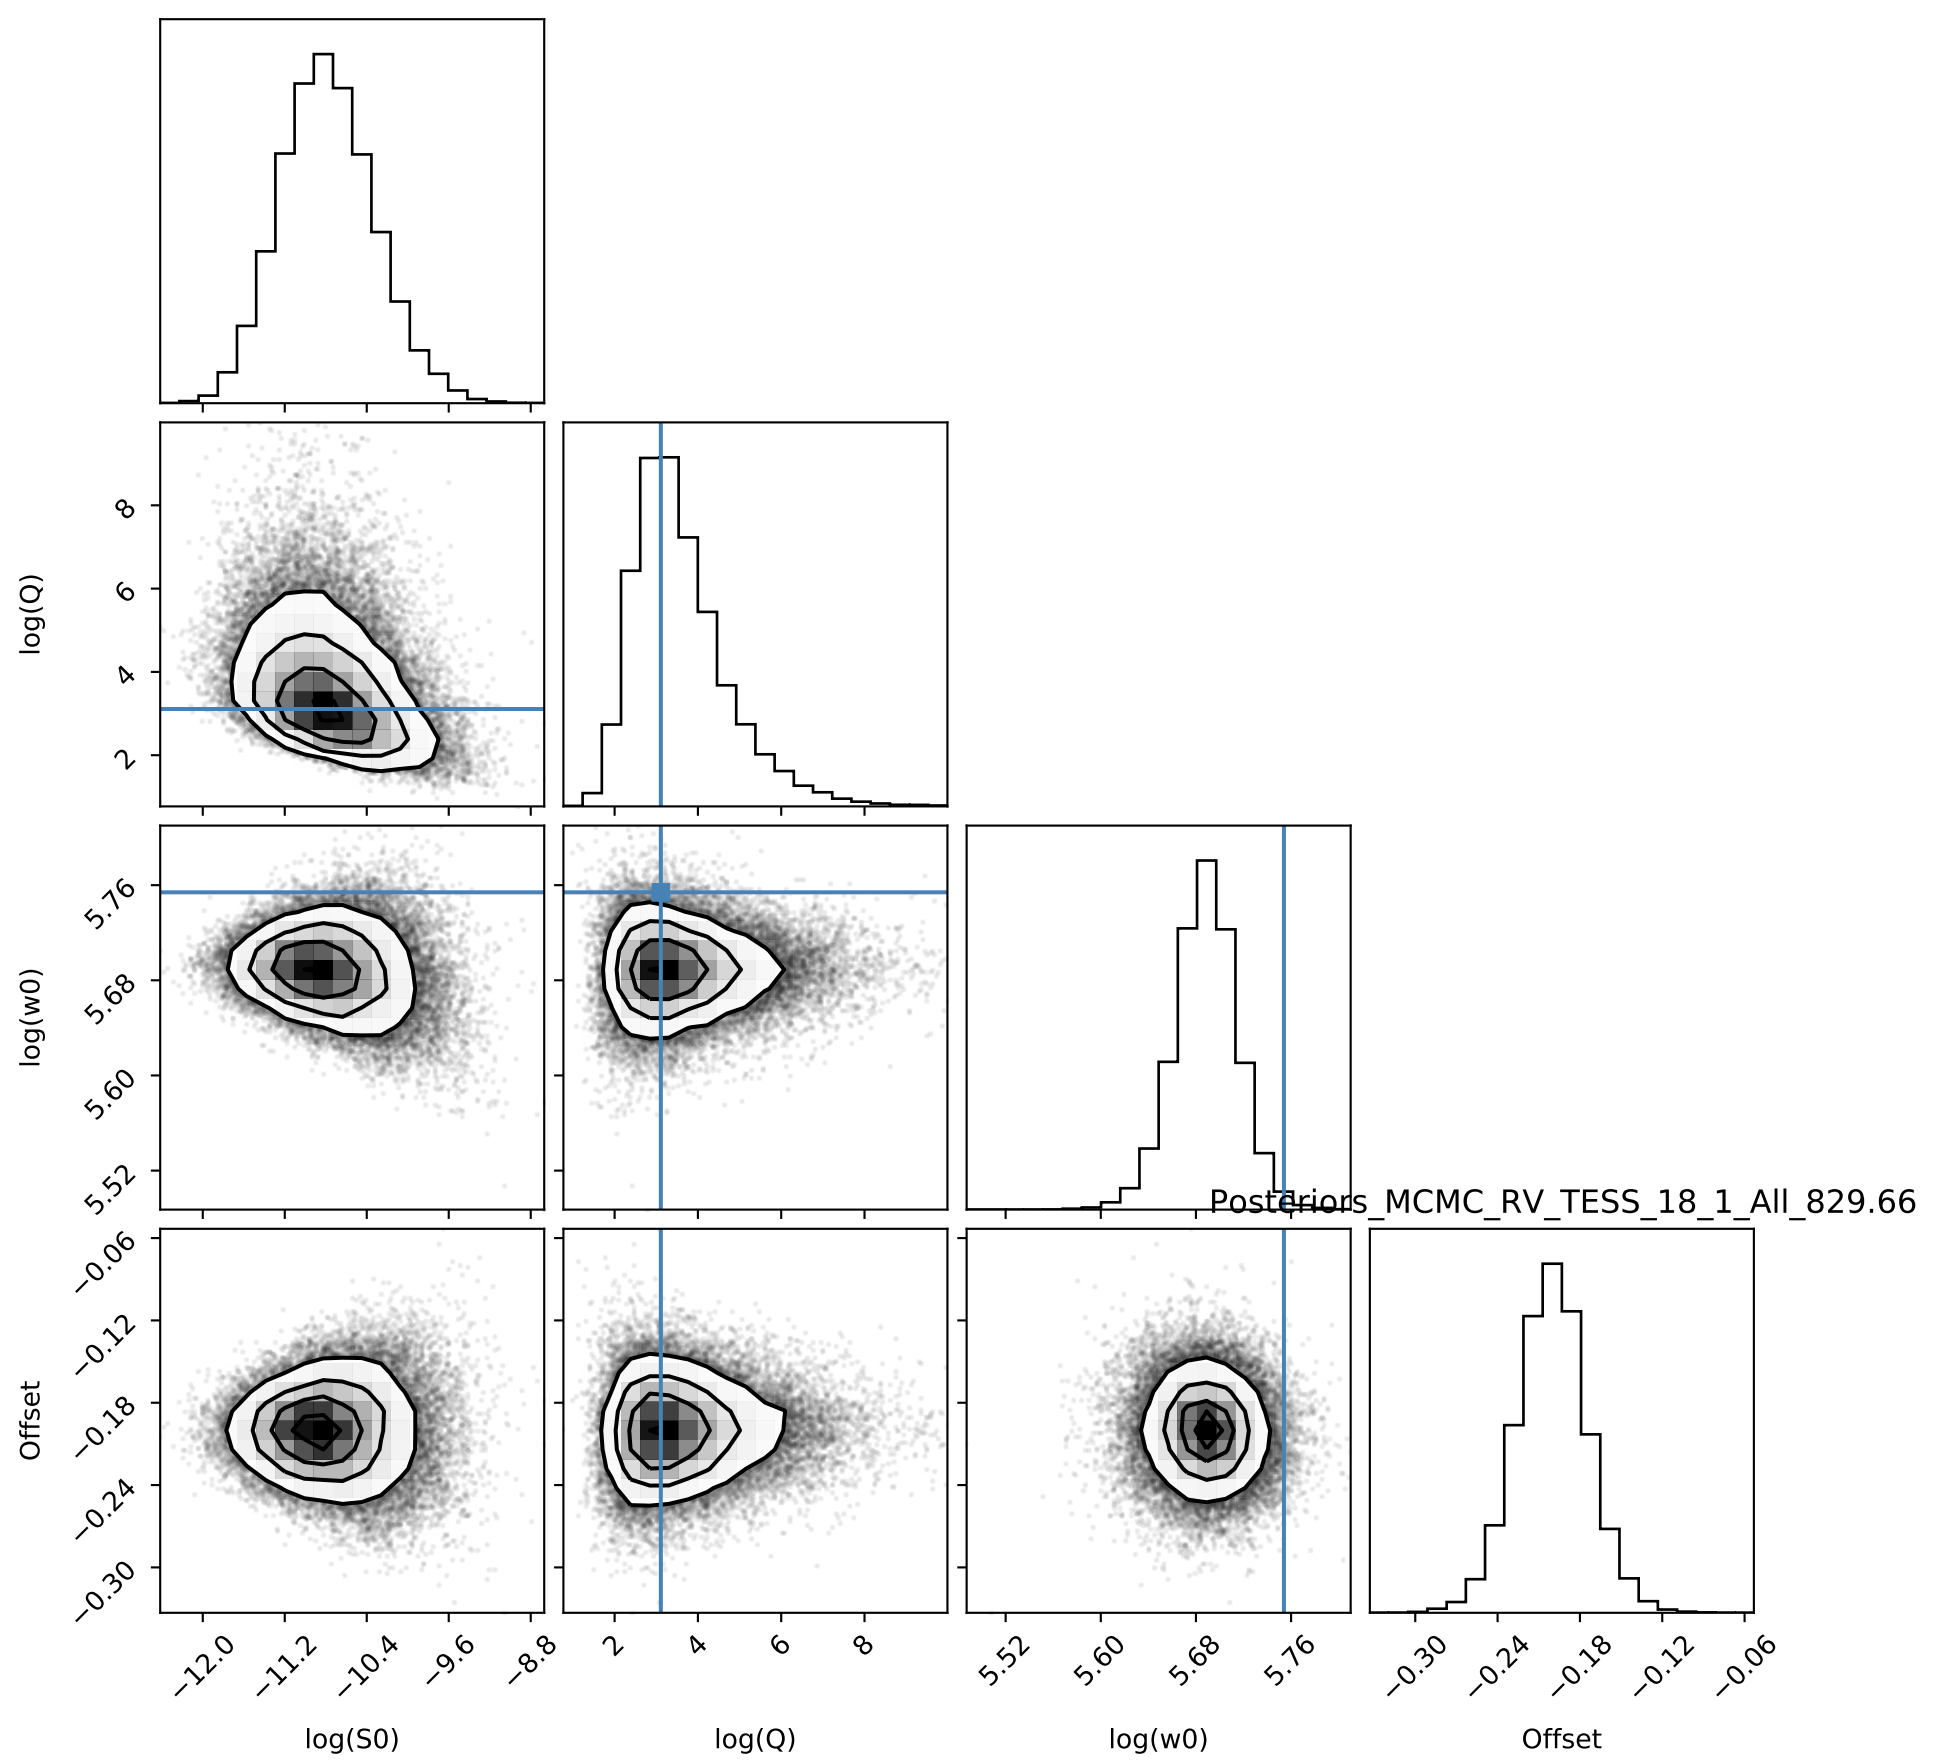 log(Q)
8
6
4
2
log(w0)
5.76
5.68
5.60
5.52
Posteriors_MCMC_RV_TESS_18_1_All_829.66
Offset
−0.06
−0.12
−0.18
−0.24
−0.30
−12.0 −11.2 −10.4 −9.6 −8.8
2 4 6 8
5.52 5.60 5.68 5.76
−0.30 −0.24 −0.18 −0.12 −0.06
log(S0) log(Q) log(w0) Offset